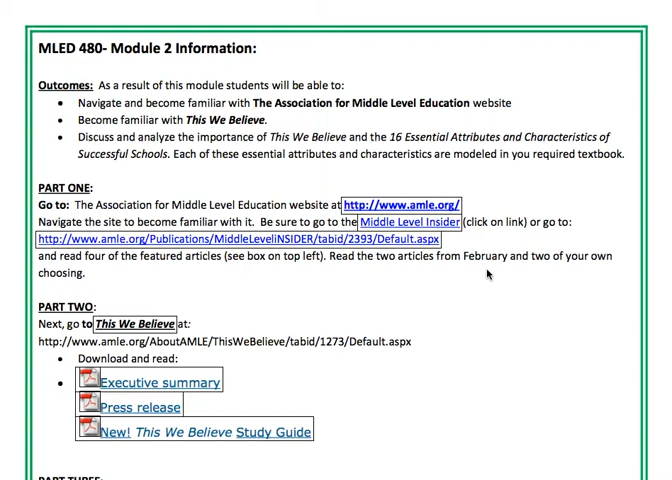 MLED 480- Module 2 Information:
Outcomes: As a result of this module students will be able to:
• Navigate and become familiar with The Association for Middle Level Education website
• Become familiar with This We Believe.
• Discuss and analyze the importance of This We Believe and the 16 Essential Attributes and Characteristics of
Successful Schools. Each of these essential attributes and characteristics are modeled in you required textbook.
PART ONE:
Go to: The Association for Middle Level Education website at http://www.amle.org/
Navigate the site to become familiar with it. Be sure to go to the Middle Level Insider (click on link) or go to:
http://www.amle.org/Publications/MiddleLeveliNSIDER/tabid/2393/Default.aspx
and read four of the featured articles (see box on top left). Read the two articles from February and two of your own
choosing.
PART TWO:
Next, go to This We Believe at:
http://www.amle.org/AboutAMLE/ThisWeBelieve/tabid/1273/Default.aspx
• Download and read:
• Executive summary
Press release
New! This We Believe Study Guide
PART THREE: